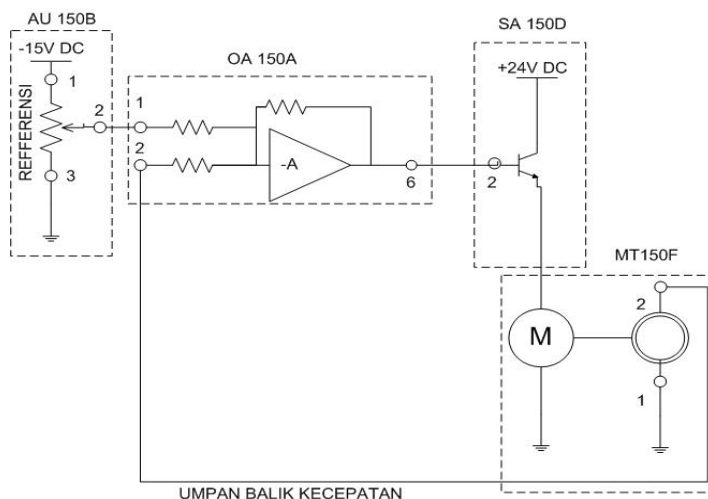 AU 150B
-15V DC
1
REFFERENSI
2
3
OA 150A
1
2
-A
6
SA 150D
+24V DC
2
MT150F
M
2
1
UMPAN BALIK KECEPATAN